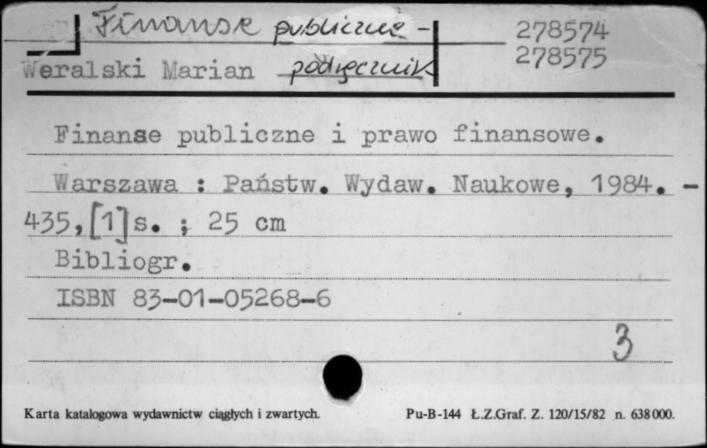 Finanse publiczne - 278574
278575
Weralski Marian podręcznik
Finanse publiczne i prawo finansowe.
Warszawa : Państw. Wydaw. Naukowe, 1984. -
435,[1]s. ; 25 cm
Bibliogr.
ISBN 83-01-05268-6
3
Karta katalogowa wydawnictw ciągłych i zwartych. Pu-B-144 Ł.Z.Graf. Z. 120/15/82 n. 638000.